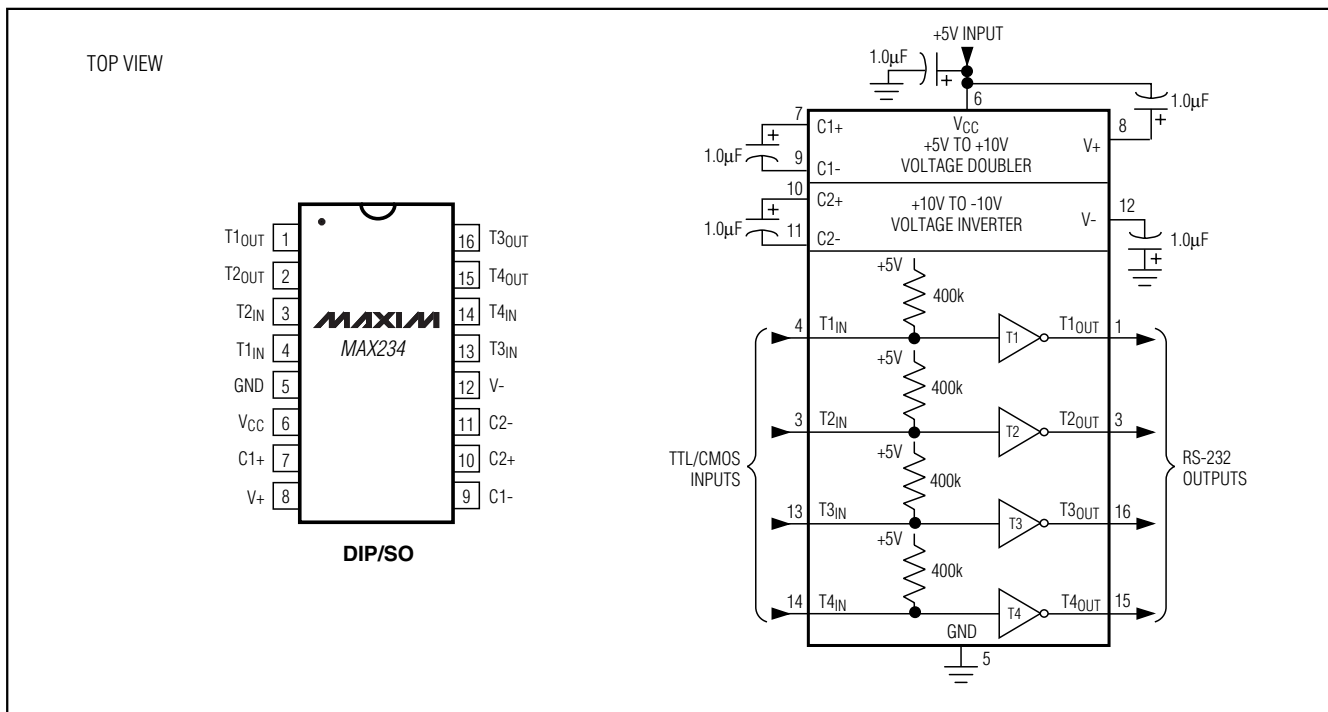 TOP VIEW
T1OUT 1
T2OUT 2
T2IN 3
T1IN 4
GND 5
VCC 6
C1+ 7
V+ 8
16 T3OUT
15 T4OUT
14 T4IN
13 T3IN
12 V-
11 C2-
10 C2+
9 C1-
MAXIM
MAX234
DIP/SO
+5V INPUT
1.0μF
+
6
1.0μF
+
7
C1+
1.0μF
+
9
C1-
VCC
+5V TO +10V
VOLTAGE DOUBLER
8
V+
10
C2+
1.0μF
+
11
C2-
+10V TO -10V
VOLTAGE INVERTER
V-
12
1.0μF
+
+5V
400k
4 T1IN T1 T1OUT 1
+5V
400k
3 T2IN T2 T2OUT 3
+5V
400k
13 T3IN T3 T3OUT 16
+5V
400k
14 T4IN T4 T4OUT 15
TTL/CMOS
INPUTS
RS-232
OUTPUTS
GND
5